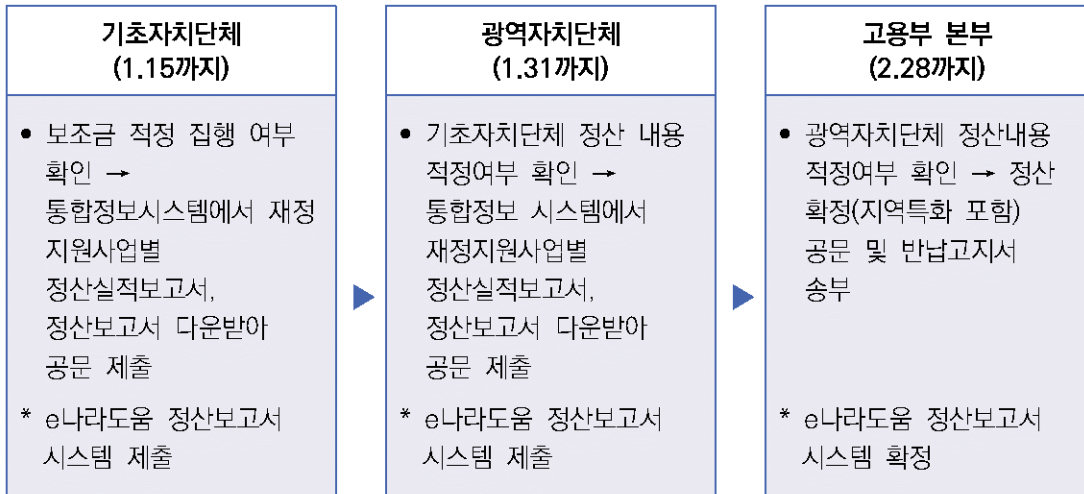 기초자치단체
(1.15까지)
• 보조금 적정 집행 여부
확인 →
통합정보시스템에서 재정
지원사업별
정산실적보고서,
정산보고서 다운받아
공문 제출
* e나라도움 정산보고서
시스템 제출
광역자치단체
(1.31까지)
• 기초자치단체 정산 내용
적정여부 확인 →
통합정보 시스템에서
재정지원사업별
정산실적보고서,
정산보고서 다운받아
공문 제출
* e나라도움 정산보고서
시스템 제출
고용부 본부
(2.28까지)
• 광역자치단체 정산내용
적정여부 확인 → 정산
확정(지역특화 포함)
공문 및 반납고지서
송부
* e나라도움 정산보고서
시스템 확정